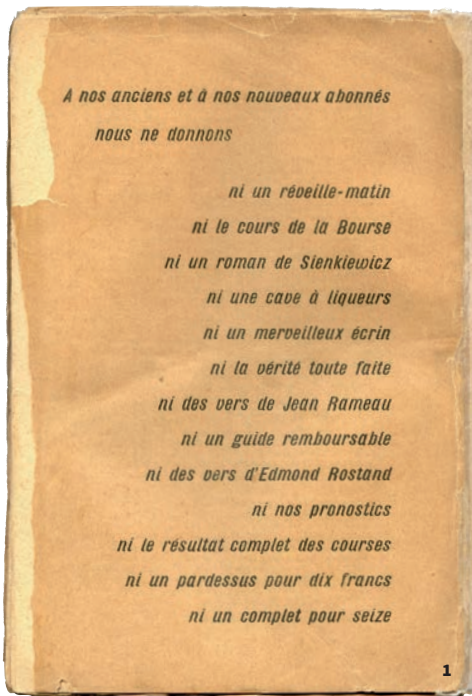 A nos anciens et à nos nouveaux abonnés
nous ne donnons
ni un réveille-matin
ni le cours de la Bourse
ni un roman de Sienkiewicz
ni une cave à liqueurs
ni un merveilleux écrin
ni la vérité toute faite
ni des vers de Jean Rameau
ni un guide remboursable
ni des vers d'Edmond Rostand
ni nos pronostics
ni le résultat complet des courses
ni un pardessus pour dix francs
ni un complet pour seize
1